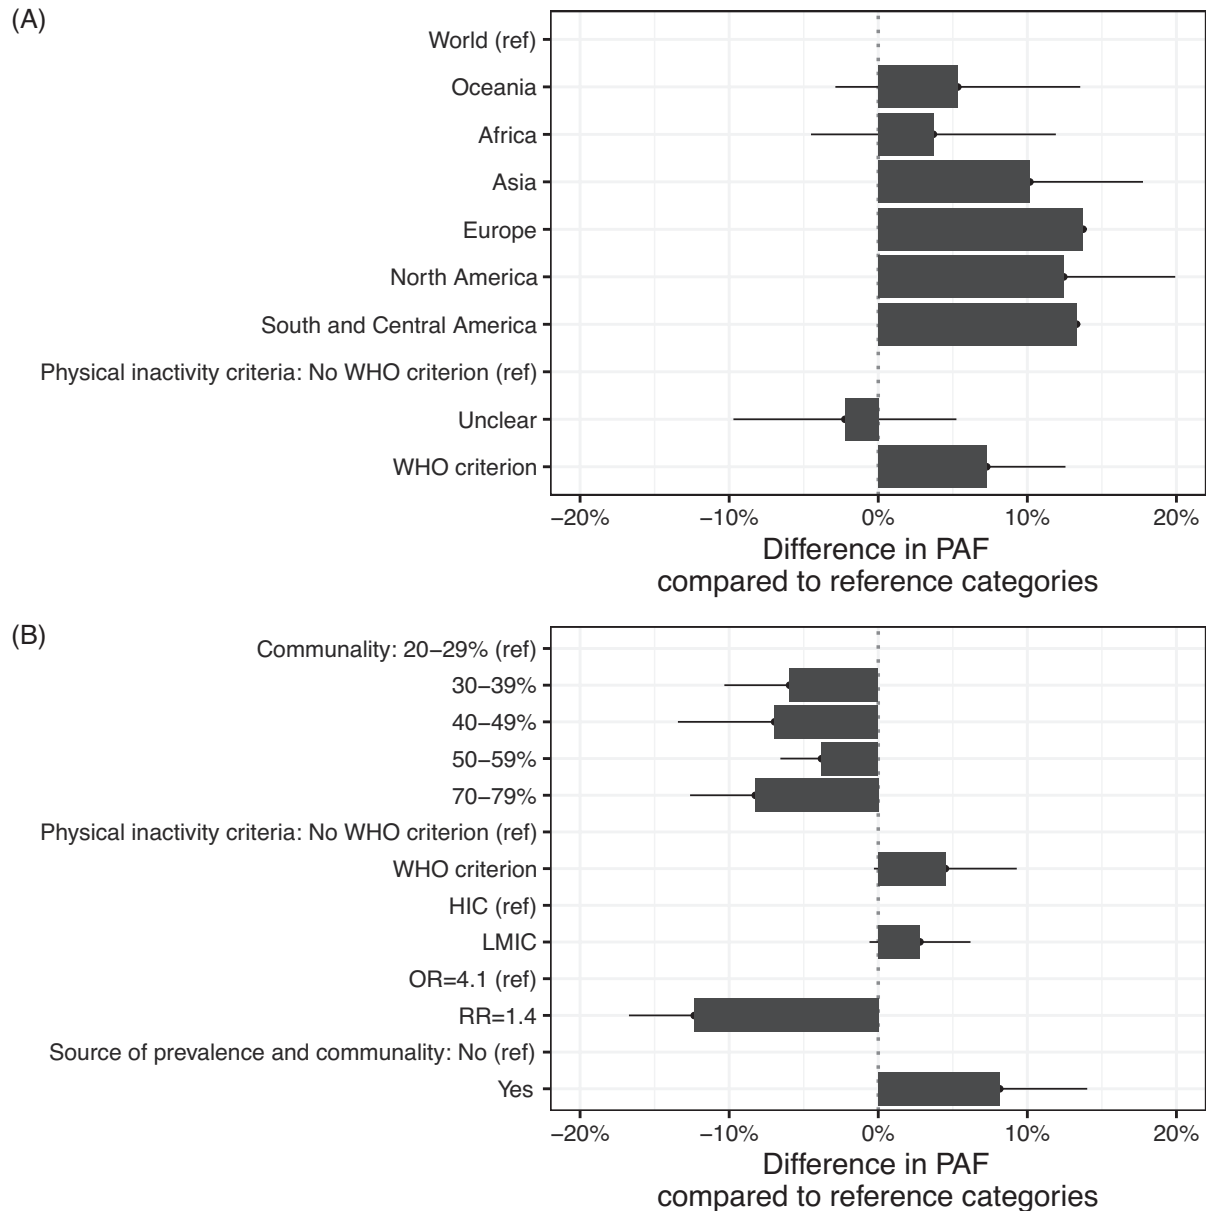 (A)
World (ref)
Oceania
Africa
Asia
Europe
North America
South and Central America
Physical inactivity criteria: No WHO criterion (ref)
Unclear
WHO criterion
−20% −10% 0% 10% 20%
Difference in PAF
compared to reference categories
(B)
Communality: 20−29% (ref)
30−39%
40−49%
50−59%
70−79%
Physical inactivity criteria: No WHO criterion (ref)
WHO criterion
HIC (ref)
LMIC
OR=4.1 (ref)
RR=1.4
Source of prevalence and communality: No (ref)
Yes
−20% −10% 0% 10% 20%
Difference in PAF
compared to reference categories